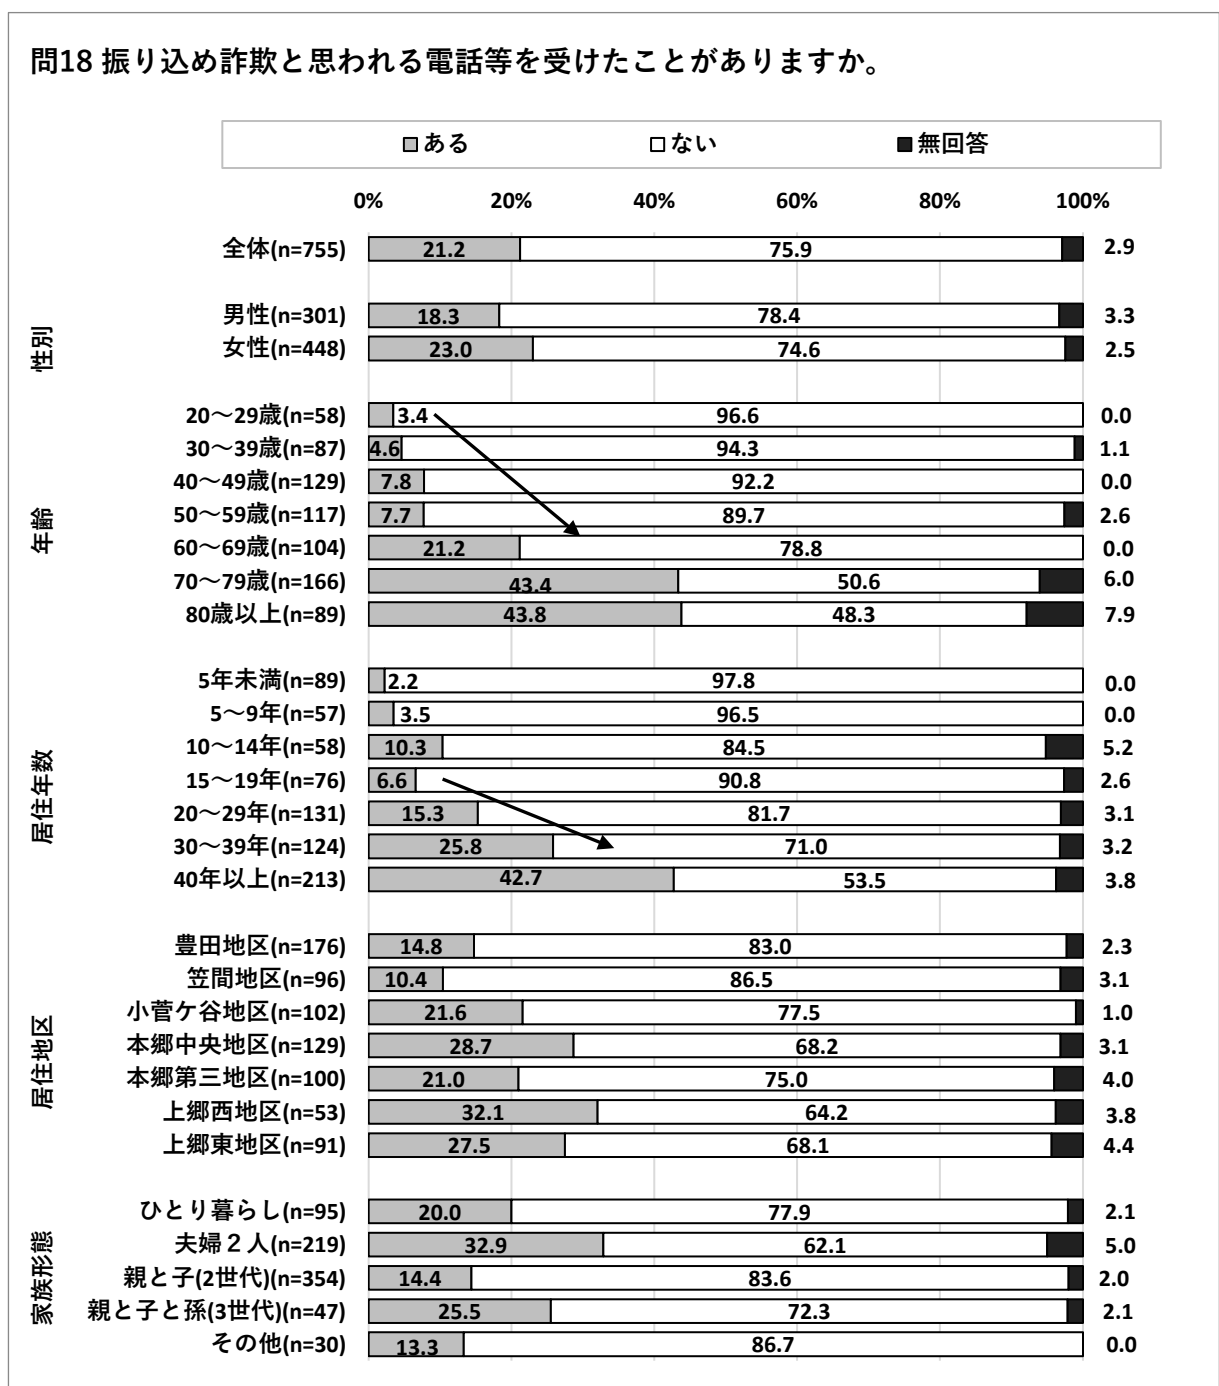 問18 振り込め詐欺と思われる電話等を受けたことがありますか。
ある ない 無回答
0% 20% 40% 60% 80% 100%
全体(n=755) 21.2 75.9 2.9
性別
男性(n=301) 18.3 78.4 3.3
女性(n=448) 23.0 74.6 2.5
年齢
20～29歳(n=58) 3.4 96.6 0.0
30～39歳(n=87) 4.6 94.3 1.1
40～49歳(n=129) 7.8 92.2 0.0
50～59歳(n=117) 7.7 89.7 2.6
60～69歳(n=104) 21.2 78.8 0.0
70～79歳(n=166) 43.4 50.6 6.0
80歳以上(n=89) 43.8 48.3 7.9
居住年数
5年未満(n=89) 2.2 97.8 0.0
5～9年(n=57) 3.5 96.5 0.0
10～14年(n=58) 10.3 84.5 5.2
15～19年(n=76) 6.6 90.8 2.6
20～29年(n=131) 15.3 81.7 3.1
30～39年(n=124) 25.8 71.0 3.2
40年以上(n=213) 42.7 53.5 3.8
居住地区
豊田地区(n=176) 14.8 83.0 2.3
笠間地区(n=96) 10.4 86.5 3.1
小菅ケ谷地区(n=102) 21.6 77.5 1.0
本郷中央地区(n=129) 28.7 68.2 3.1
本郷第三地区(n=100) 21.0 75.0 4.0
上郷西地区(n=53) 32.1 64.2 3.8
上郷東地区(n=91) 27.5 68.1 4.4
家族形態
ひとり暮らし(n=95) 20.0 77.9 2.1
夫婦２人(n=219) 32.9 62.1 5.0
親と子(2世代)(n=354) 14.4 83.6 2.0
親と子と孫(3世代)(n=47) 25.5 72.3 2.1
その他(n=30) 13.3 86.7 0.0